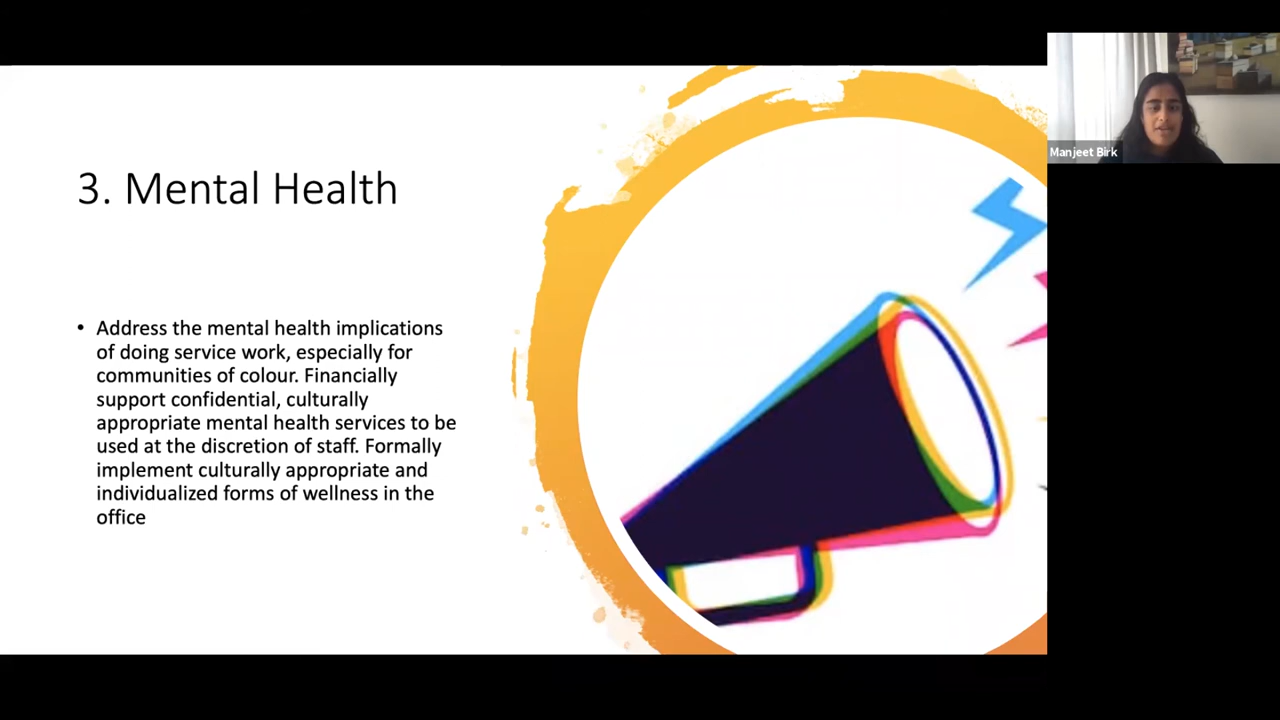 3. Mental Health
• Address the mental health implications
of doing service work, especially for
communities of colour. Financially
support confidential, culturally
appropriate mental health services to be
used at the discretion of staff. Formally
implement culturally appropriate and
individualized forms of wellness in the
office
Manjeet Birk